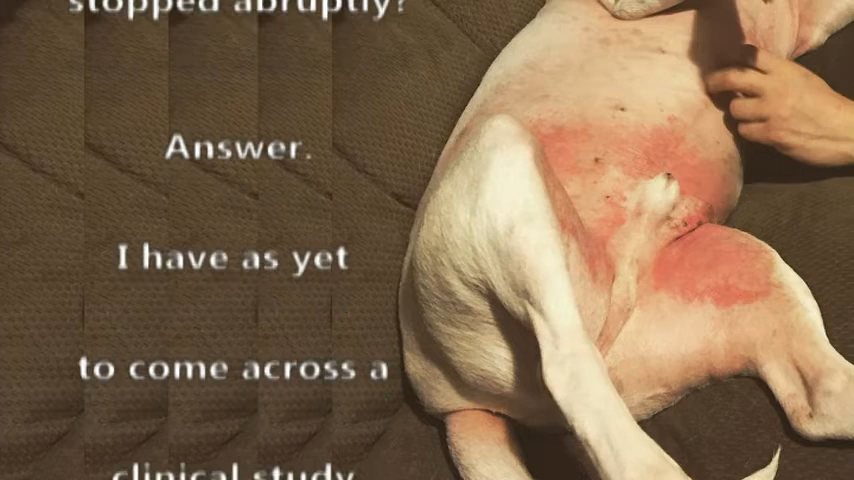 stopped abruptly?
Answer.
I have as yet
to come across a
clinical study